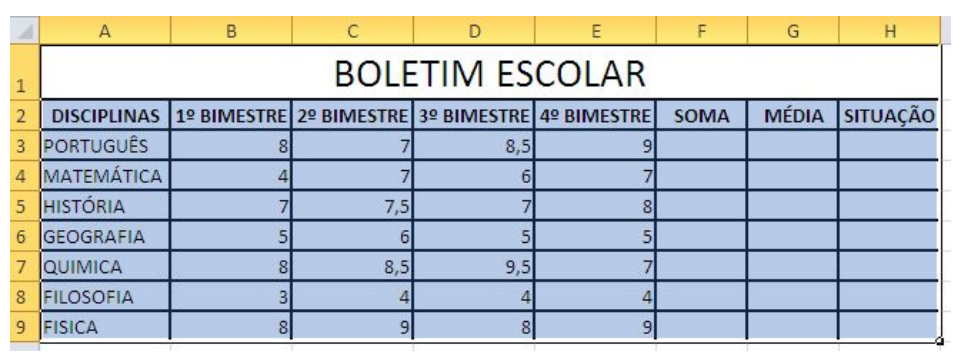 A B C D E F G H
1 BOLETIM ESCOLAR
2 DISCIPLINAS 1º BIMESTRE 2º BIMESTRE 3º BIMESTRE 4º BIMESTRE SOMA MÉDIA SITUAÇÃO
3 PORTUGUÊS 8 7 8,5 9
4 MATEMÁTICA 4 7 6 7
5 HISTÓRIA 7 7,5 7 8
6 GEOGRAFIA 5 6 5 5
7 QUIMICA 8 8,5 9,5 7
8 FILOSOFIA 3 4 4 4
9 FISICA 8 9 8 9